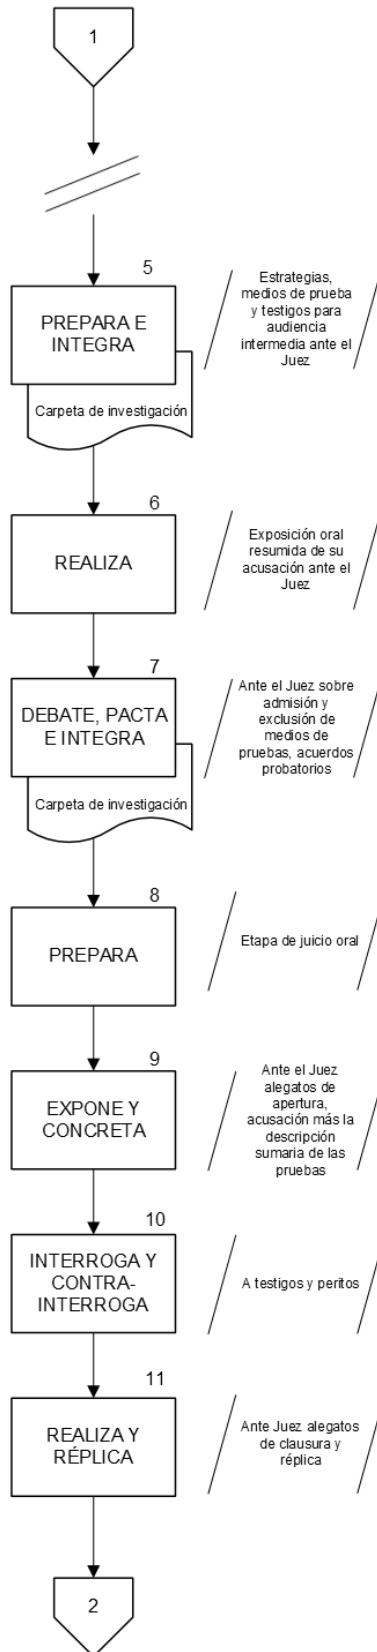 1
5
PREPARA E
INTEGRA
Carpeta de investigación
Estrategias,
medios de prueba
y testigos para
audiencia
intermedia ante el
Juez
6
REALIZA
Exposición oral
resumida de su
acusación ante el
Juez
7
DEBATE, PACTA
E INTEGRA
Carpeta de investigación
Ante el Juez sobre
admisión y
exclusión de
medios de
pruebas, acuerdos
probatorios
8
PREPARA
Etapa de juicio oral
9
EXPONE Y
CONCRETA
Ante el Juez
alegatos de
apertura,
acusación más la
descripción
sumaria de las
pruebas
10
INTERROGA Y
CONTRA-
INTERROGA
A testigos y peritos
11
REALIZA Y
RÉPLICA
Ante Juez alegatos
de clausura y
réplica
2